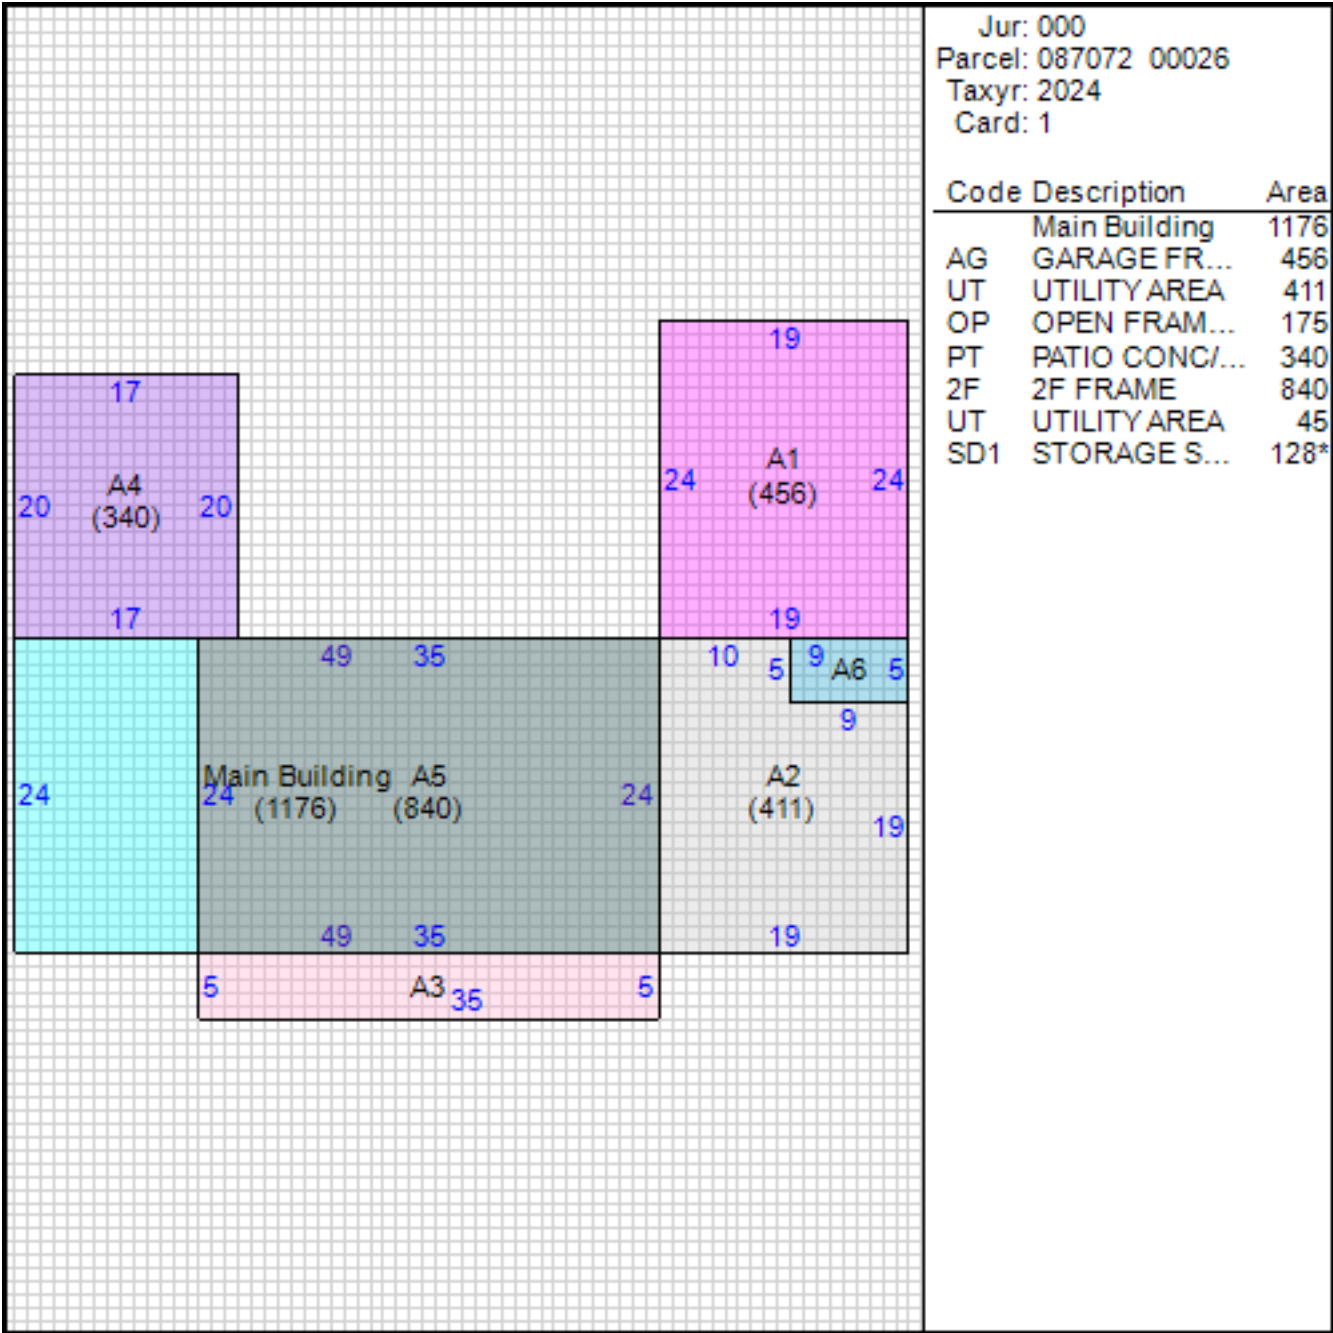 Jur: 000
Parcel: 087072 00026
Taxyr: 2024
Card: 1
Code Description Area
Main Building 1176
AG GARAGE FR... 456
UT UTILITY AREA 411
OP OPEN FRAM... 175
PT PATIO CONC/... 340
2F 2F FRAME 840
UT UTILITY AREA 45
SD1 STORAGE S... 128*
19
17
A1
24 24
(456)
A4
20 20
(340)
17 19
49 35 10 9
5 A6 5
9
Main Building A5 A2
24 24 24
(1176) (840) (411)
19
49 35 19
5 A3 35 5